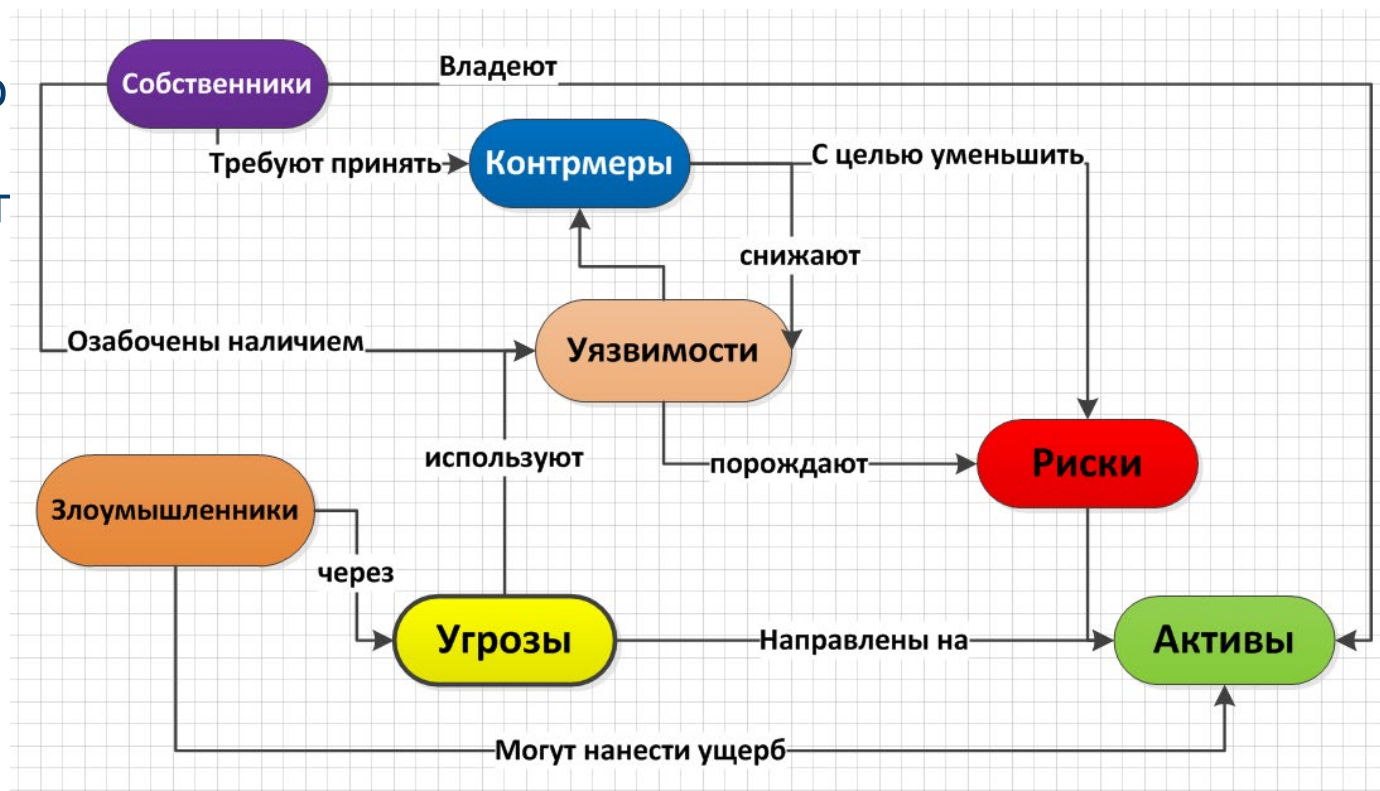 Владеют
Собственники
Требуют принять
Контрмеры
С целью уменьшить
снижают
Озабочены наличием
Уязвимости
используют
порождают
Риски
Злоумышленники
через
Угрозы
Направлены на
Активы
Могут нанести ущерб